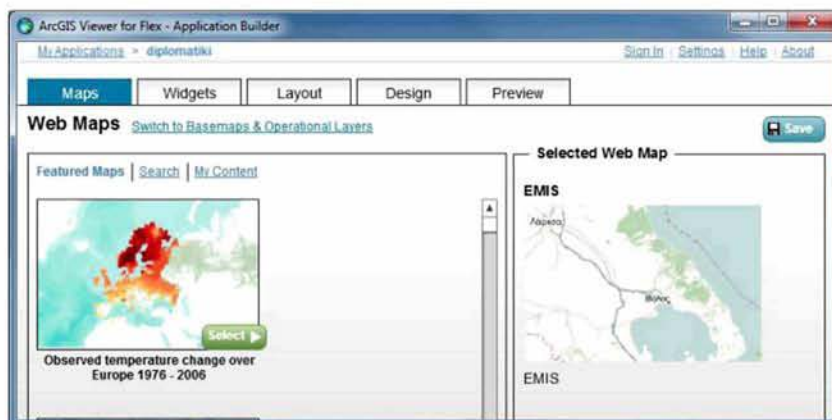 ArcGIS Viewer for Flex - Application Builder
My Applications > diplomatiki
Sign In Settings Help About
Maps Widgets Layout Design Preview
Web Maps Switch to Basemaps & Operational Layers
Save
Featured Maps | Search | My Content
Select
Observed temperature change over
Europe 1976 - 2006
Selected Web Map
EMIS
Λάρισα
Βόλος
EMIS